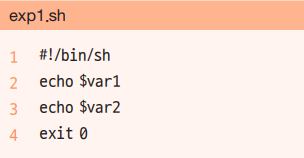 exp1.sh
1 #!/bin/sh
2 echo $var1
3 echo $var2
4 exit 0